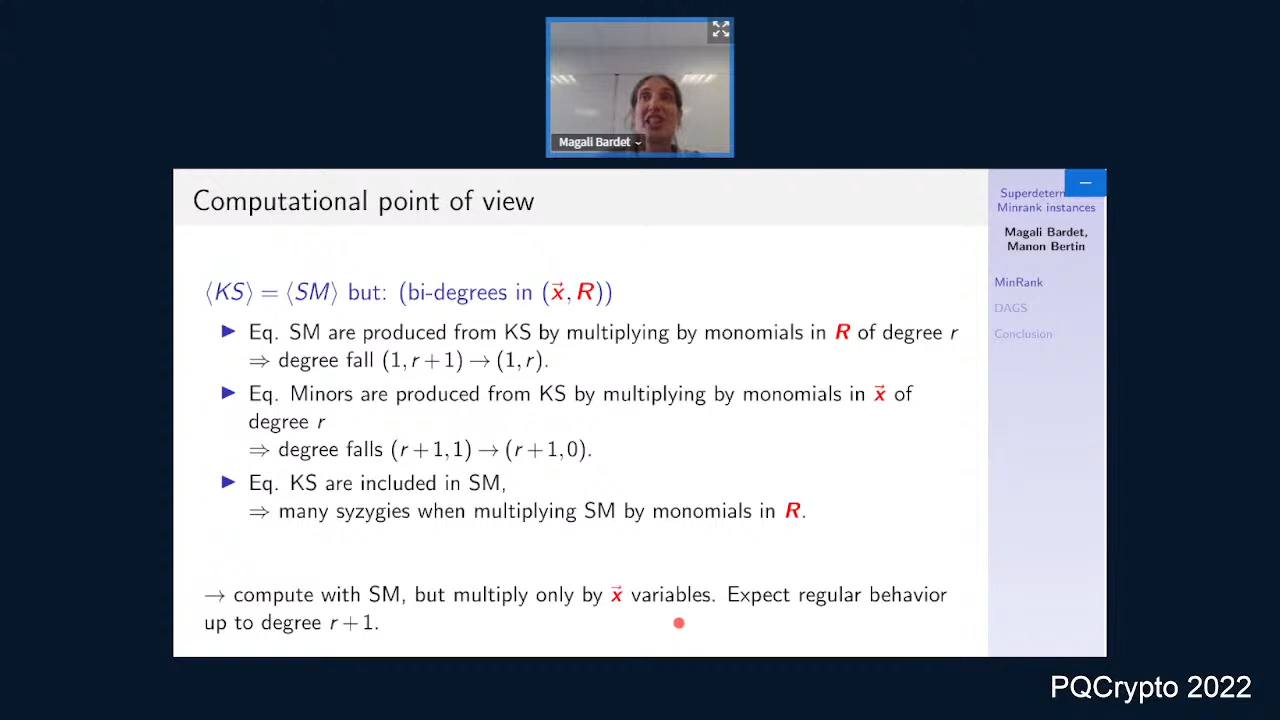 Magali Bardet
Computational point of view
⟨KS⟩ = ⟨SM⟩ but: (bi-degrees in (x⃗, R))
▶ Eq. SM are produced from KS by multiplying by monomials in R of degree r
⇒ degree fall (1, r + 1) → (1, r).
▶ Eq. Minors are produced from KS by multiplying by monomials in x⃗ of
degree r
⇒ degree falls (r + 1, 1) → (r + 1, 0).
▶ Eq. KS are included in SM,
⇒ many syzygies when multiplying SM by monomials in R.
→ compute with SM, but multiply only by x⃗ variables. Expect regular behavior
up to degree r + 1.
Minrank instances
Magali Bardet,
Manon Bertin
MinRank
DAGS
Conclusion
PQCrypto 2022